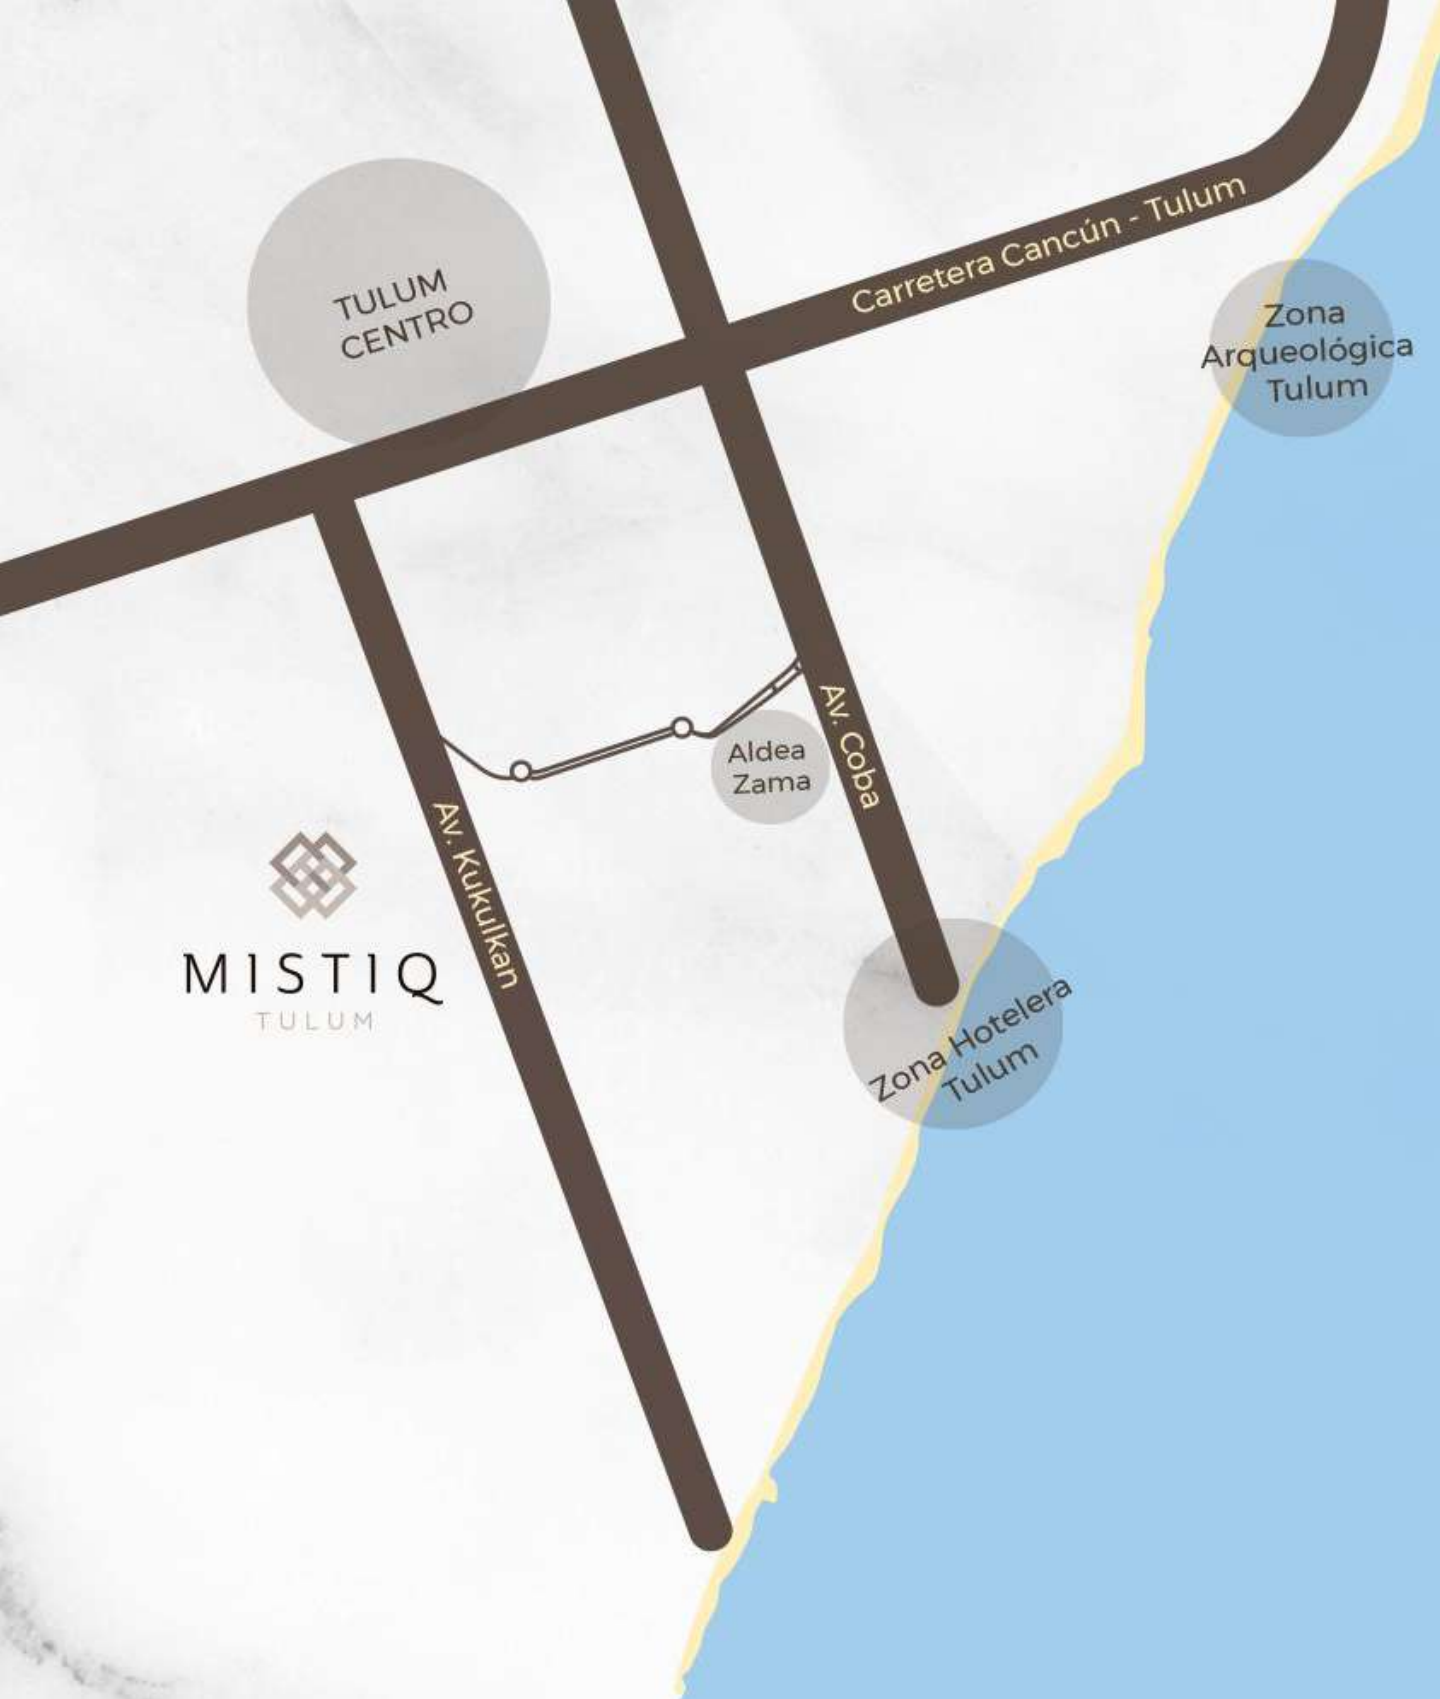 Carretera Cancún - Tulum
TULUM
CENTRO
Zona
Arqueológica
Tulum
Av. Coba
Aldea
Zama
Av. Kukulkan
MISTIQ
TULUM
Zona Hotelera
Tulum